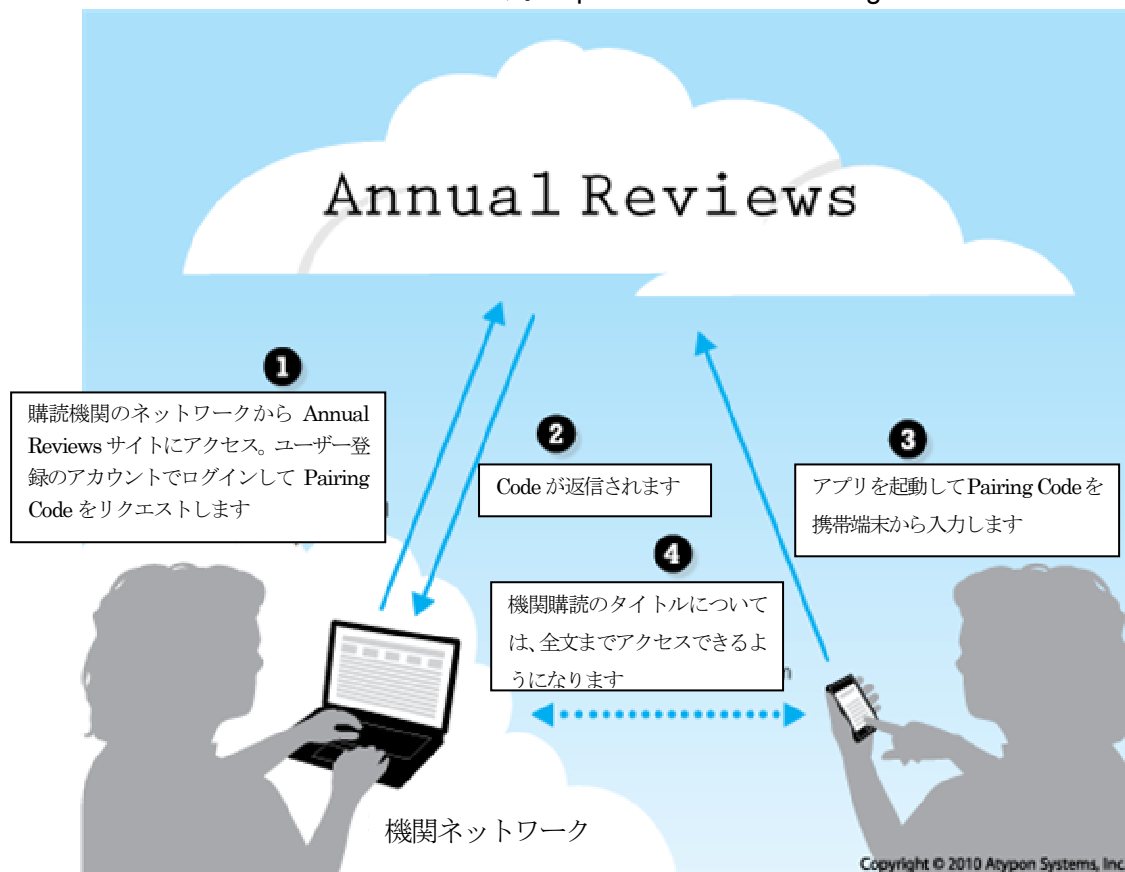 Annual Reviews
1
購読機関のネットワークから Annual
Reviews サイトにアクセス。ユーザー登
録のアカウントでログインして Pairing
Code をリクエストします
2
Code が返信されます
3
アプリを起動して Pairing Code を
携帯端末から入力します
4
機関購読のタイトルについて
は、全文までアクセスできるよ
うになります
機関ネットワーク
Copyright © 2010 Atypon Systems, Inc